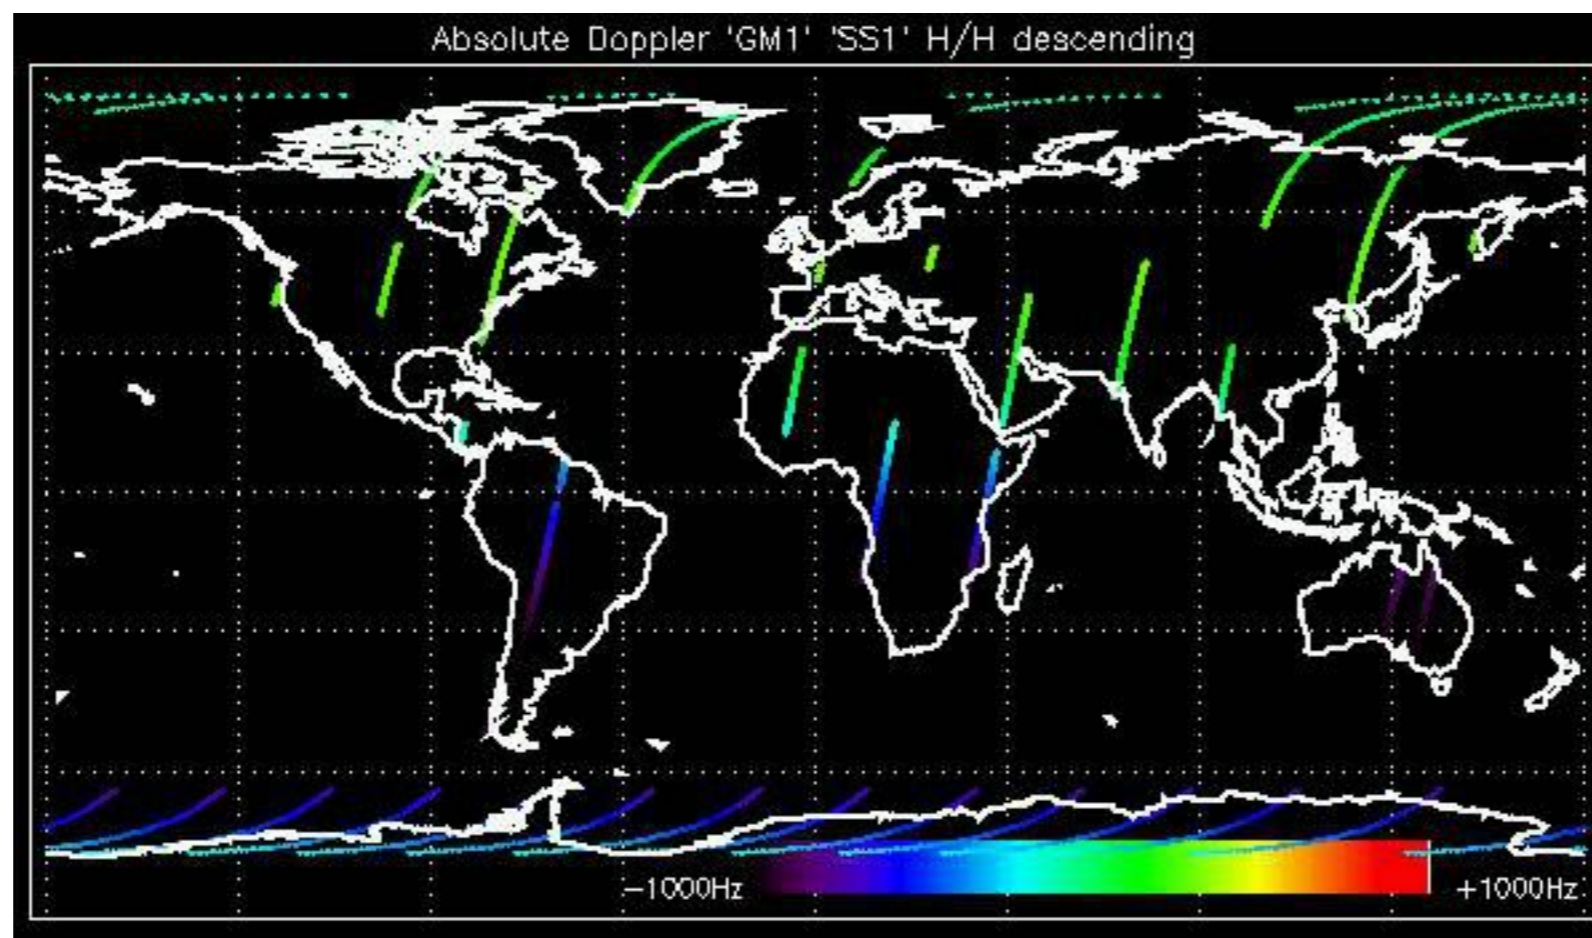 Absolute Doppler 'GM1' 'SS1' H/H descending
−1000Hz
+1000Hz